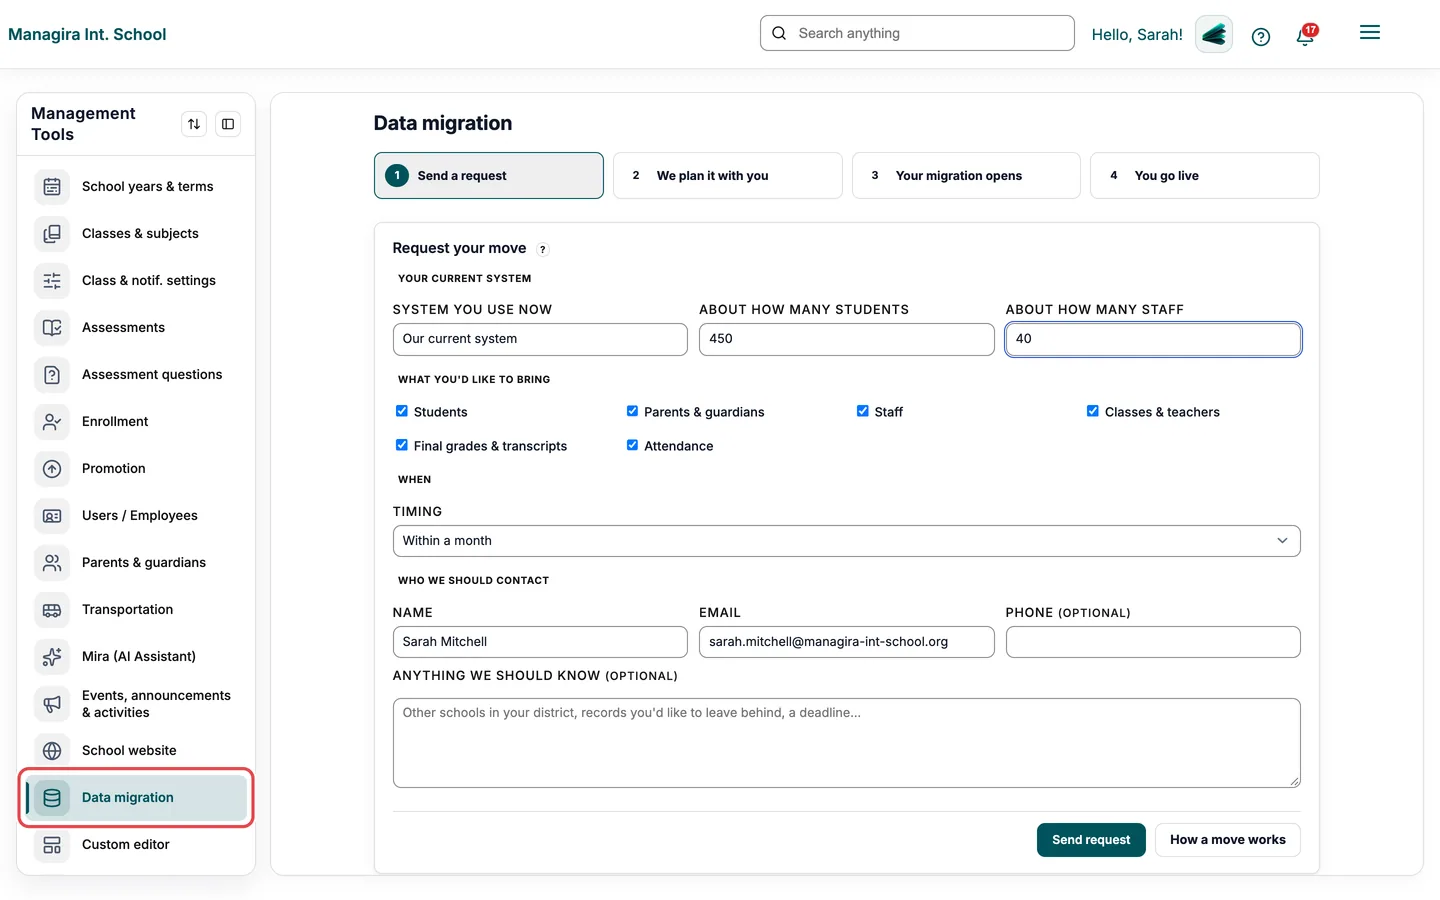 Managira Int. School
Search anything
Hello, Sarah!
17
Management
Tools
School years & terms
Classes & subjects
Class & notif. settings
Assessments
Assessment questions
Enrollment
Promotion
Users / Employees
Parents & guardians
Transportation
Mira (AI Assistant)
Events, announcements
& activities
School website
Data migration
Custom editor
Data migration
1 Send a request
2 We plan it with you
3 Your migration opens
4 You go live
Request your move ?
YOUR CURRENT SYSTEM
SYSTEM YOU USE NOW
ABOUT HOW MANY STUDENTS
ABOUT HOW MANY STAFF
Our current system
450
40
WHAT YOU'D LIKE TO BRING
Students
Parents & guardians
Staff
Classes & teachers
Final grades & transcripts
Attendance
WHEN
TIMING
Within a month
WHO WE SHOULD CONTACT
NAME
EMAIL
PHONE (OPTIONAL)
Sarah Mitchell
sarah.mitchell@managira-int-school.org
ANYTHING WE SHOULD KNOW (OPTIONAL)
Other schools in your district, records you'd like to leave behind, a deadline...
Send request
How a move works